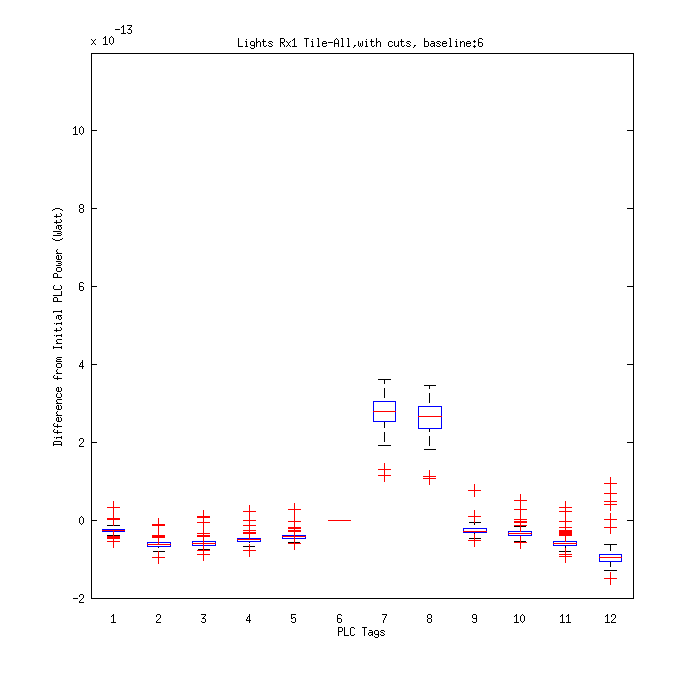 Lights Rx1 Tile-All,with cuts, baseline:6
x 10^-13
Difference from Initial PLC Power (Watt)
10
8
6
4
2
0
-2
1 2 3 4 5 6 7 8 9 10 11 12
PLC Tags